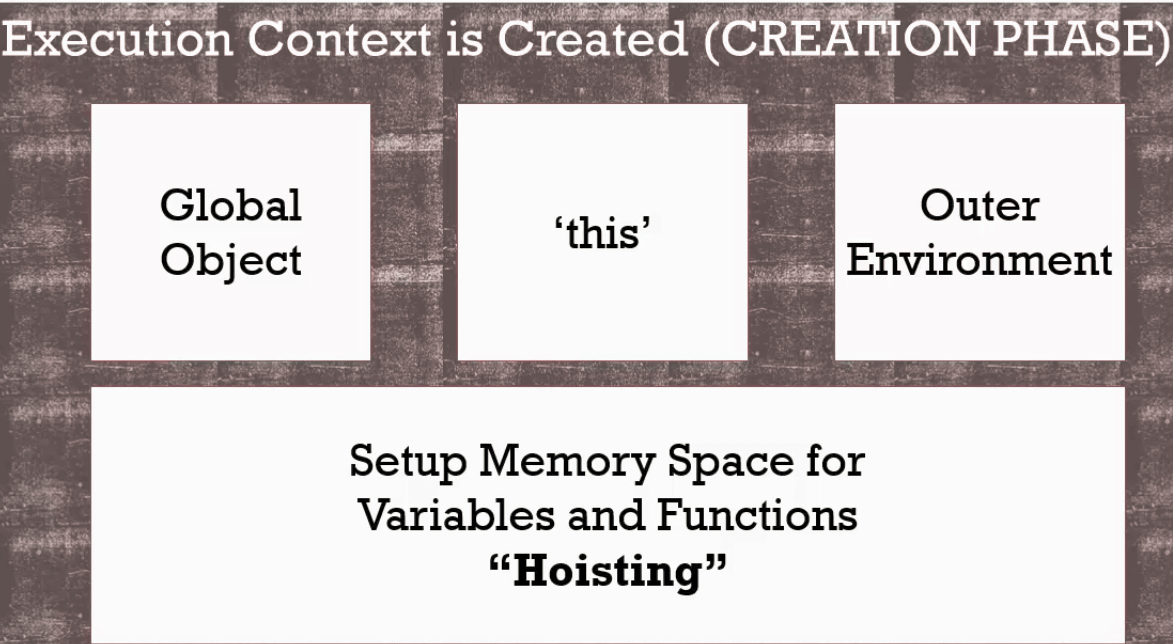 Execution Context is Created (CREATION PHASE)
Global
Object
‘this’
Outer
Environment
Setup Memory Space for
Variables and Functions
“Hoisting”